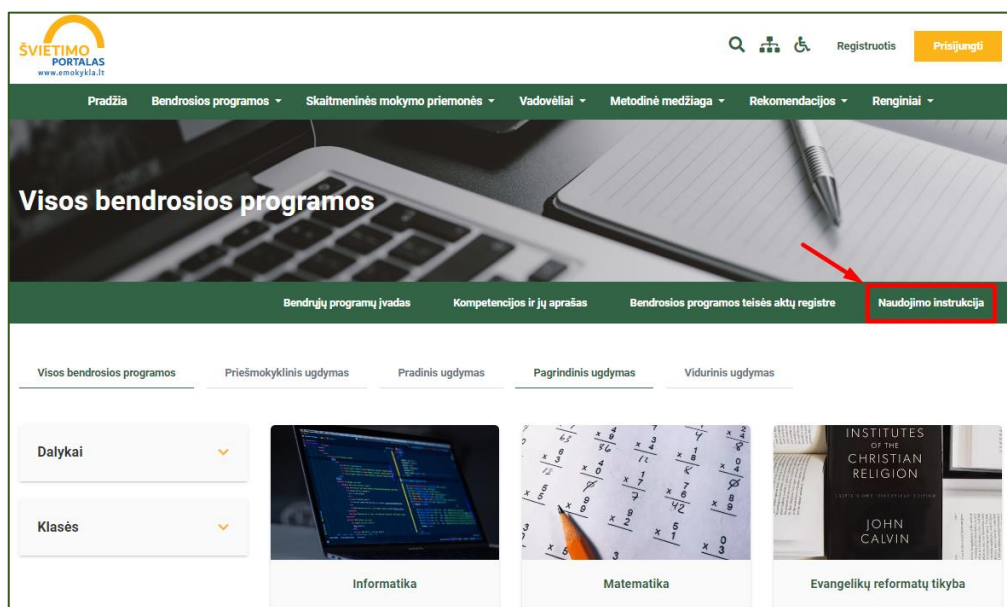 ŠVIETIMO
PORTALAS
www.emokykla.lt
Registruotis
Prisijungti
Pradžia
Bendrosios programos
Skaitmeninės mokymo priemonės
Vadovėliai
Metodinė medžiaga
Rekomendacijos
Renginiai
Visos bendrosios programos
Bendrųjų programų įvadas
Kompetencijos ir jų aprašas
Bendrosios programos teisės aktų registre
Naudojimo instrukcija
Visos bendrosios programos
Priešmokyklinis ugdymas
Pradinis ugdymas
Pagrindinis ugdymas
Vidurinis ugdymas
Dalykai
Klasės
INSTITUTES
OF THE
CHRISTIAN
RELIGION
JOHN
CALVIN
Informatika
Matematika
Evangelikų reformatų tikyba